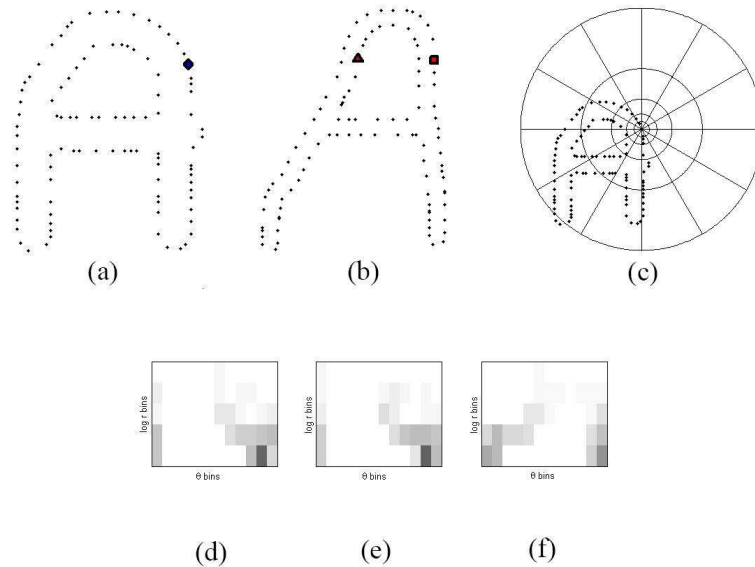 (a)
(b)
(c)
log r bins
θ bins
log r bins
θ bins
log r bins
θ bins
(d)
(e)
(f)